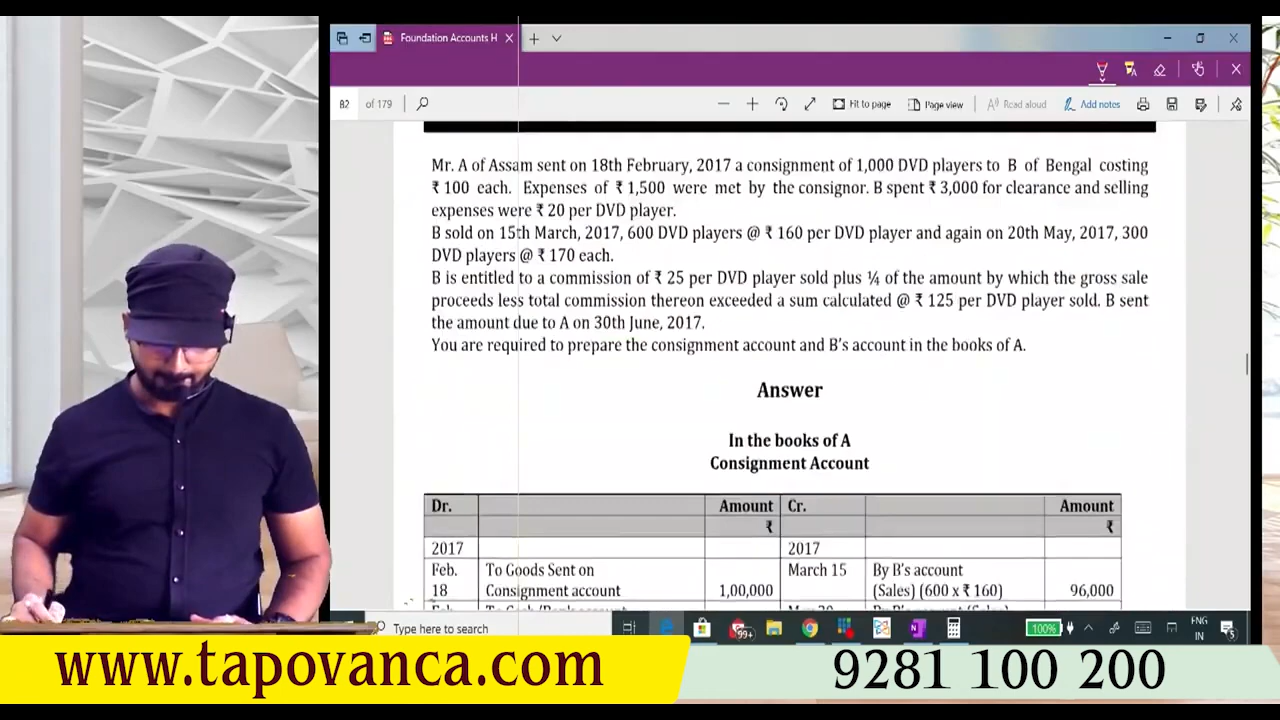 Foundation Accounts H
82 of 179
Fit to page
Page view
Read aloud
Add notes
Mr. A of Assam sent on 18th February, 2017 a consignment of 1,000 DVD players to B of Bengal costing
₹ 100 each. Expenses of ₹ 1,500 were met by the consignor. B spent ₹ 3,000 for clearance and selling
expenses were ₹ 20 per DVD player.
B sold on 15th March, 2017, 600 DVD players @ ₹ 160 per DVD player and again on 20th May, 2017, 300
DVD players @ ₹ 170 each.
B is entitled to a commission of ₹ 25 per DVD player sold plus ¼ of the amount by which the gross sale
proceeds less total commission thereon exceeded a sum calculated @ ₹ 125 per DVD player sold. B sent
the amount due to A on 30th June, 2017.
You are required to prepare the consignment account and B's account in the books of A.
Answer
In the books of A
Consignment Account
Dr. Amount Cr. Amount
₹ ₹
2017 2017
Feb. To Goods Sent on March 15 By B's account
18 Consignment account 1,00,000 (Sales) (600 x ₹ 160) 96,000
Type here to search
99+
100%
ENG
IN
5
www.tapovanca.com
9281 100 200